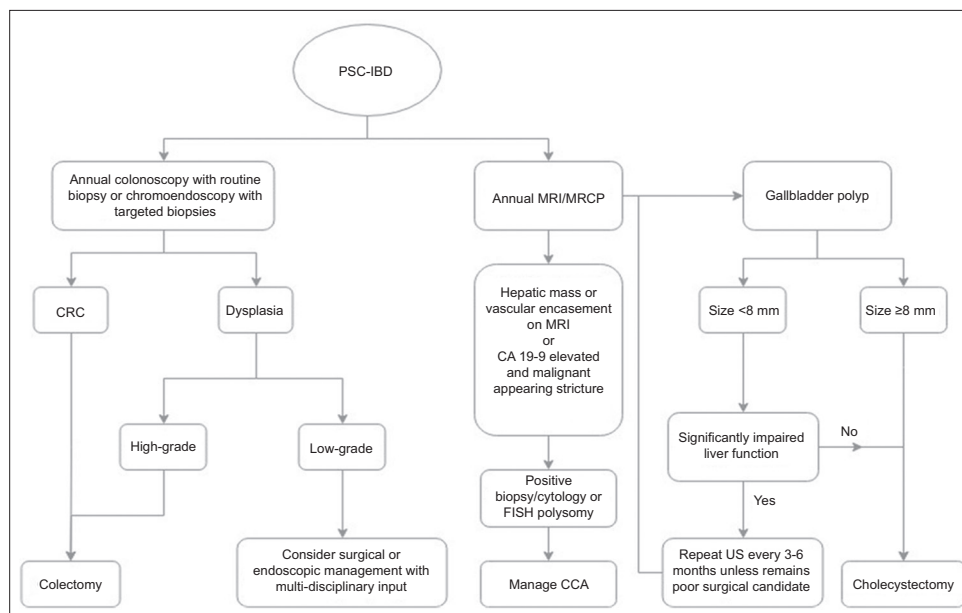 PSC-IBD
Annual colonoscopy with routine
biopsy or chromoendoscopy with
targeted biopsies
Annual MRI/MRCP
Gallbladder polyp
CRC
Dysplasia
Hepatic mass or
vascular encasement
on MRI
or
CA 19-9 elevated
and malignant
appearing stricture
Size <8 mm
Size ≥8 mm
High-grade
Low-grade
Significantly impaired
liver function
No
Yes
Positive
biopsy/cytology or
FISH polysomy
Colectomy
Consider surgical or
endoscopic management with
multi-disciplinary input
Manage CCA
Repeat US every 3-6
months unless remains
poor surgical candidate
Cholecystectomy